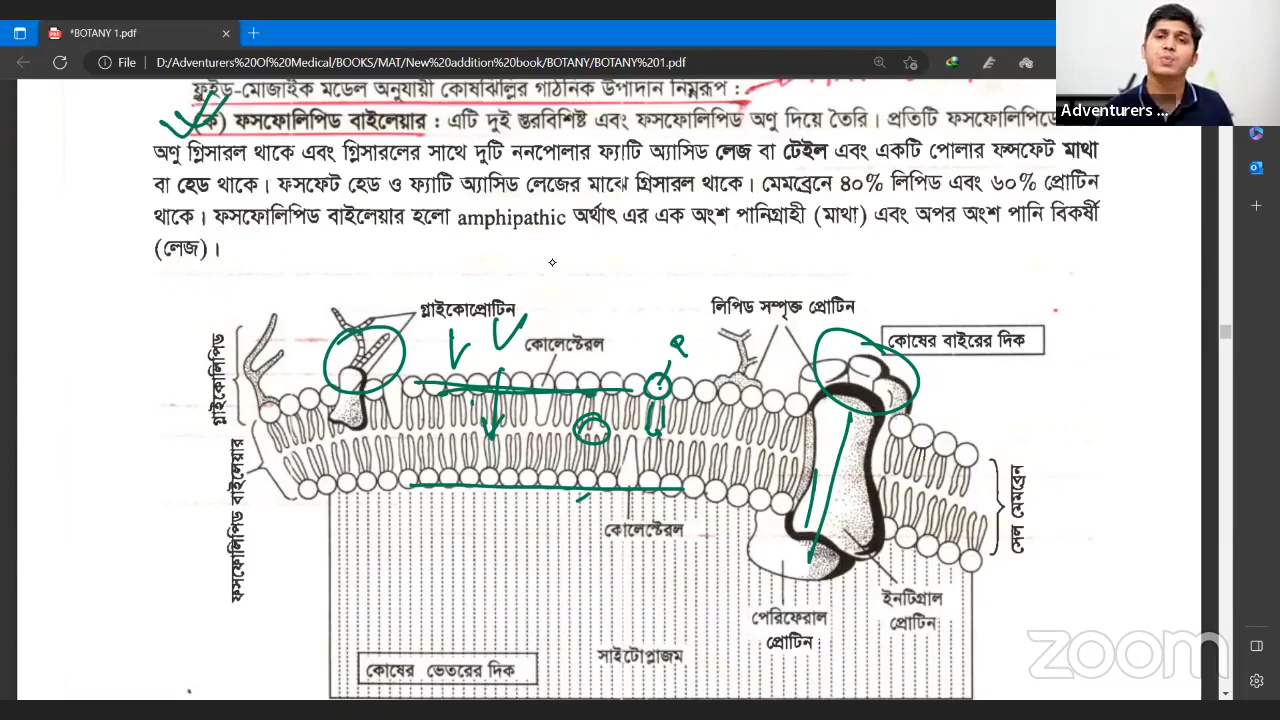 *BOTANY 1.pdf
File
D:/Adventurers%20Of%20Medical/BOOKS/MAT/New%20addition%20book/BOTANY/BOTANY%201.pdf
Adventurers ...
ফ্লুইড-মোজাইক মডেল অনুযায়ী কোষঝিল্লির গাঠনিক উপাদান নিম্নরূপ :
(ক) ফসফোলিপিড বাইলেয়ার : এটি দুই স্তরবিশিষ্ট এবং ফসফোলিপিড অণু দিয়ে তৈরি। প্রতিটি ফসফোলিপিডে
অণু গ্লিসারল থাকে এবং গ্লিসারলের সাথে দুটি ননপোলার ফ্যাটি অ্যাসিড লেজ বা টেইল এবং একটি পোলার ফসফেট মাথা
বা হেড থাকে। ফসফেট হেড ও ফ্যাটি অ্যাসিড লেজের মাঝে গ্লিসারল থাকে। মেমব্রেনে ৪০% লিপিড এবং ৬০% প্রোটিন
থাকে। ফসফোলিপিড বাইলেয়ার হলো amphipathic অর্থাৎ এর এক অংশ পানিগ্রাহী (মাথা) এবং অপর অংশ পানি বিকর্ষী
(লেজ)।
গ্লাইকোপ্রোটিন
লিপিড সম্পৃক্ত প্রোটিন
কোলেস্টেরল
কোষের বাইরের দিক
গ্লাইকোলিপিড
ফসফোলিপিড বাইলেয়ার
সেল মেমব্রেন
কোলেস্টেরল
ইনটিগ্রাল
প্রোটিন
পেরিফেরাল
প্রোটিন
সাইটোপ্লাজম
কোষের ভেতরের দিক
zoom